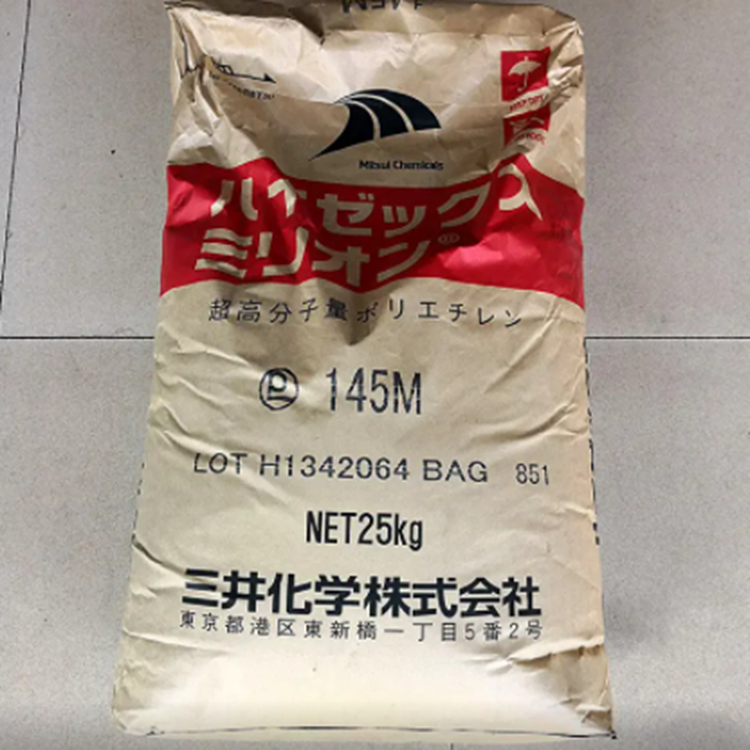 Mitsui Chemicals
ハイゼックス
ミリオン®
超高分子量ポリエチレン
Ⓟ 145M
LOT H1342064 BAG 851
NET25kg
三井化学株式会社
東京都港区東新橋一丁目5番2号